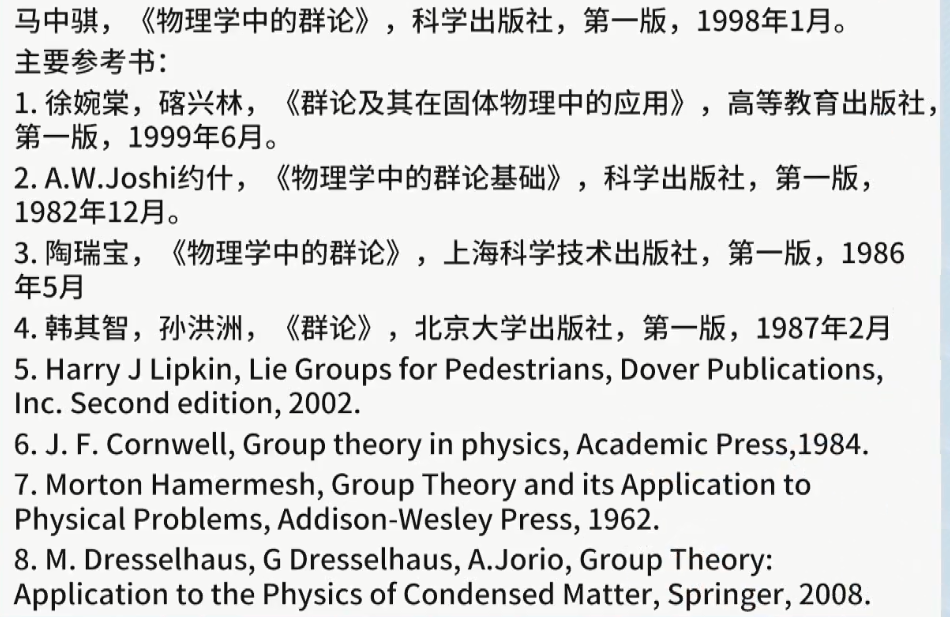 马中骐，《物理学中的群论》，科学出版社，第一版，1998年1月。
主要参考书：
1. 徐婉棠，喀兴林，《群论及其在固体物理中的应用》，高等教育出版社，
第一版，1999年6月。
2. A.W.Joshi约什，《物理学中的群论基础》，科学出版社，第一版，
1982年12月。
3. 陶瑞宝，《物理学中的群论》，上海科学技术出版社，第一版，1986
年5月
4. 韩其智，孙洪洲，《群论》，北京大学出版社，第一版，1987年2月
5. Harry J Lipkin, Lie Groups for Pedestrians, Dover Publications,
Inc. Second edition, 2002.
6. J. F. Cornwell, Group theory in physics, Academic Press,1984.
7. Morton Hamermesh, Group Theory and its Application to
Physical Problems, Addison-Wesley Press, 1962.
8. M. Dresselhaus, G Dresselhaus, A.Jorio, Group Theory:
Application to the Physics of Condensed Matter, Springer, 2008.